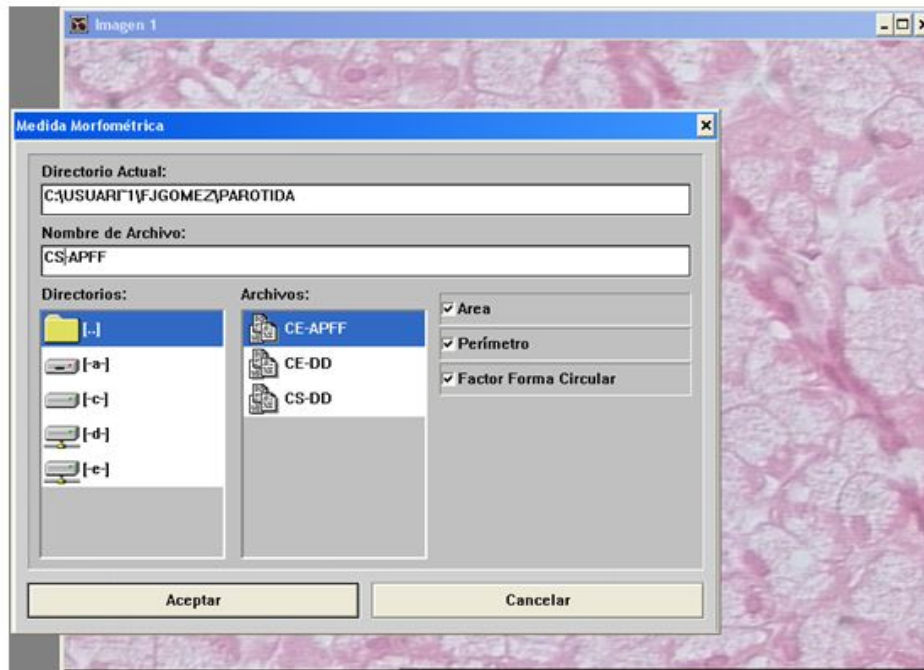 Imagen 1
Medida Morfométrica
Directorio Actual:
C:\USUARI~1\FJGOMEZ\PAROTIDA
Nombre de Archivo:
CS-APFF
Directorios:
[..]
[-a-]
[-c-]
[-d-]
[-e-]
Archivos:
CE-APFF
CE-DD
CS-DD
Area
Perímetro
Factor Forma Circular
Aceptar
Cancelar